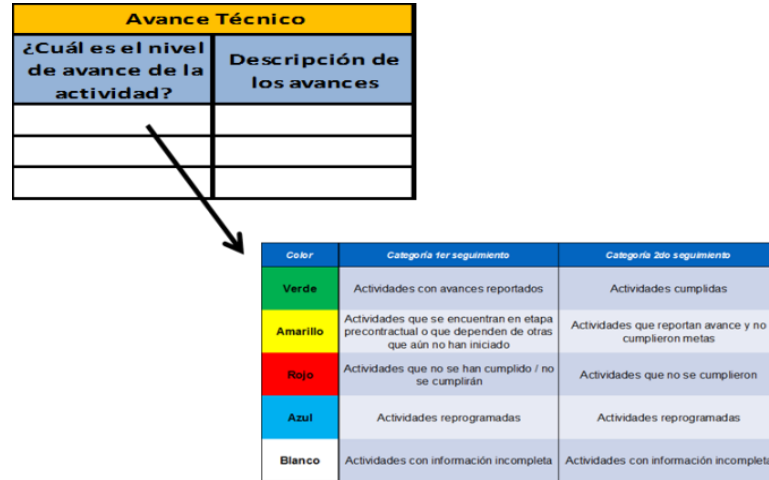 Avance Técnico
¿Cuál es el nivel
de avance de la
actividad?
Descripción de
los avances
Color
Categoría 1er seguimiento
Categoría 2do seguimiento
Verde
Actividades con avances reportados
Actividades cumplidas
Amarillo
Actividades que se encuentran en etapa
precontractual o que dependen de otras
que aún no han iniciado
Actividades que reportan avance y no
cumplieron metas
Rojo
Actividades que no se han cumplido / no
se cumplirán
Actividades que no se cumplieron
Azul
Actividades reprogramadas
Actividades reprogramadas
Blanco
Actividades con información incompleta
Actividades con información incompleta